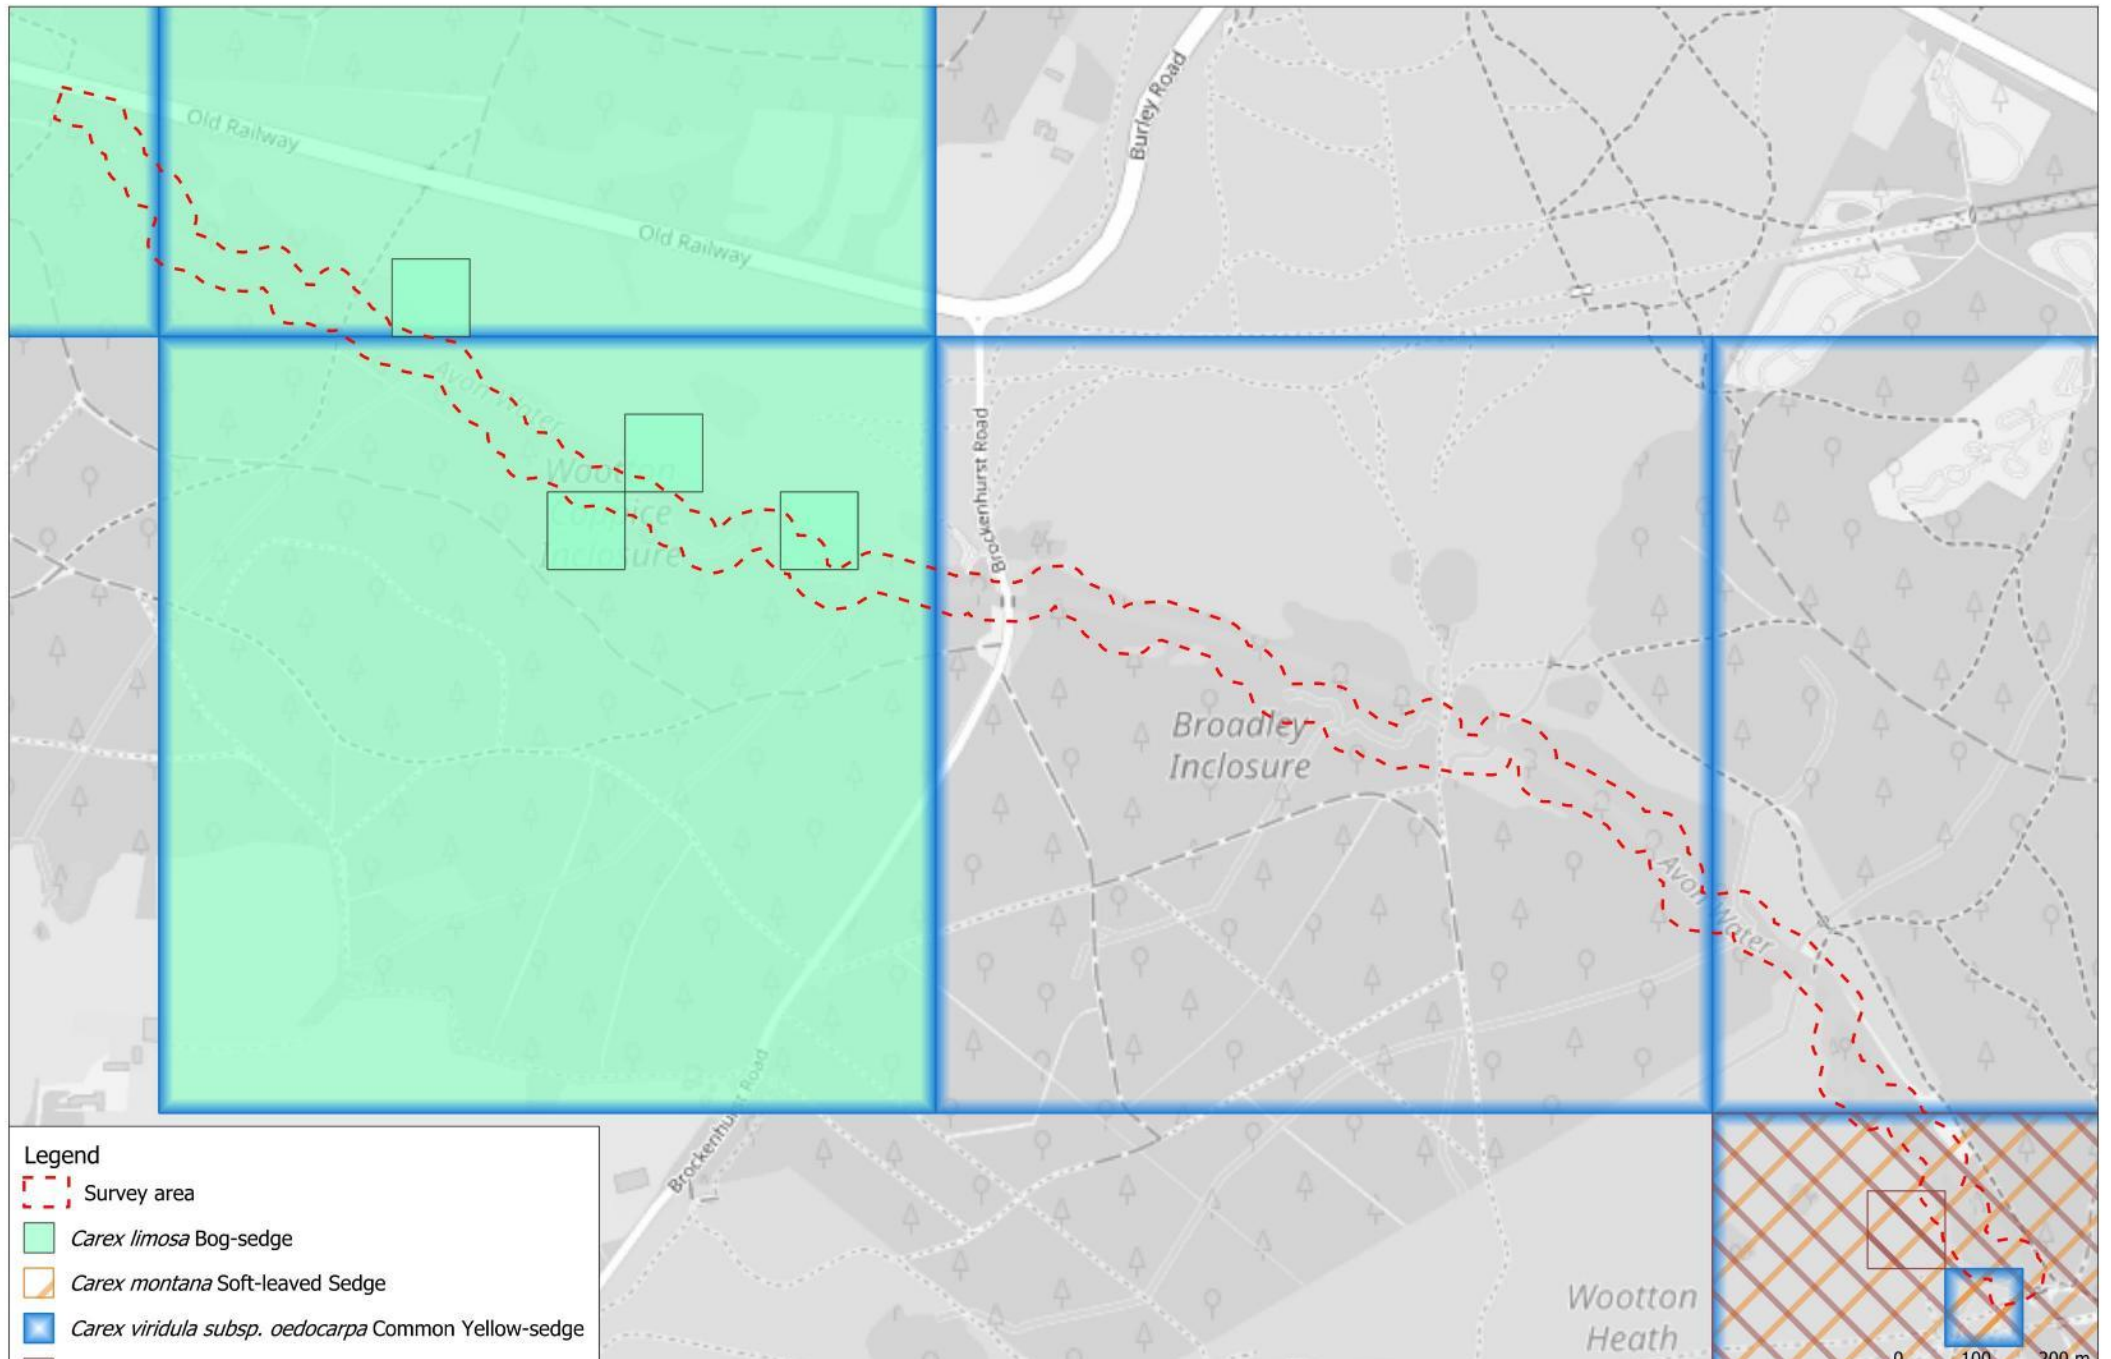 Old Railway
Old Railway
Burley Road
Avon Water
Brockenhurst Road
Wootton
Coppice
Inclosure
Broadley
Inclosure
Avon Water
Brockenhurst Road
Wootton
Heath
0 100 200 m
Legend
Survey area
Carex limosa Bog-sedge
Carex montana Soft-leaved Sedge
Carex viridula subsp. oedocarpa Common Yellow-sedge